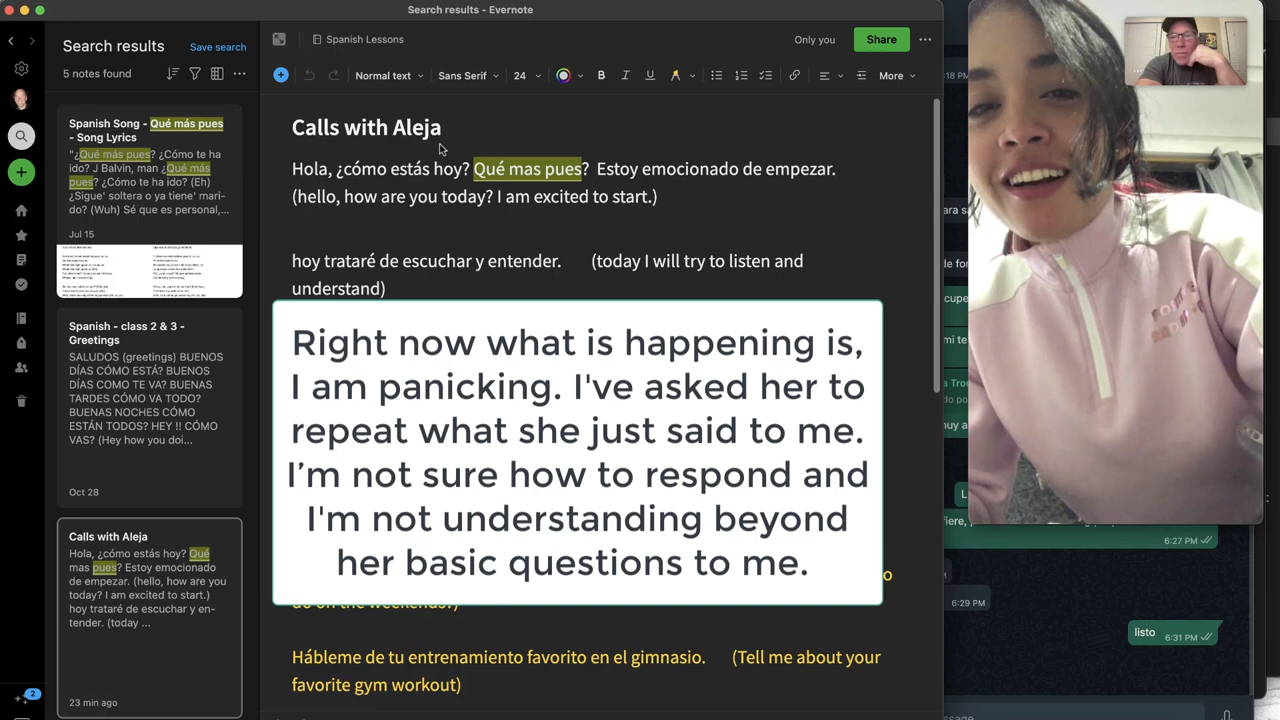 Search results - Evernote
Search results
Save search
5 notes found
Spanish Song - Qué más pues
- Song Lyrics
"¿Qué más pues? ¿Cómo te ha
ido? J Balvin, man ¿Qué más
pues? ¿Cómo te ha ido? (Eh)
¿Sigue' soltera o ya tiene' mari-
do? (Wuh) Sé que es personal,...
Jul 15
Spanish - class 2 & 3 -
Greetings
SALUDOS (greetings) BUENOS
DÍAS CÓMO ESTÁ? BUENOS
DÍAS COMO TE VA? BUENAS
TARDES CÓMO VA TODO?
BUENAS NOCHES CÓMO
ESTÁN TODOS? HEY !! CÓMO
VAS? (Hey how you doi...
Oct 28
Calls with Aleja
Hola, ¿cómo estás hoy? Qué
mas pues? Estoy emocionado
de empezar. (hello, how are you
today? I am excited to start.)
hoy trataré de escuchar y en-
tender. (today ...
23 min ago
2
Spanish Lessons
Only you
Share
Normal text
Sans Serif
24
B
I
U
A
More
Calls with Aleja
Hola, ¿cómo estás hoy? Qué mas pues? Estoy emocionado de empezar.
(hello, how are you today? I am excited to start.)
hoy trataré de escuchar y entender. (today I will try to listen and
understand)
Right now what is happening is,
I am panicking. I've asked her to
repeat what she just said to me.
I’m not sure how to respond and
I'm not understanding beyond
her basic questions to me.
do on the weekends?)
Hábleme de tu entrenamiento favorito en el gimnasio. (Tell me about your
favorite gym workout)
6:27 PM
6:29 PM
listo
6:31 PM